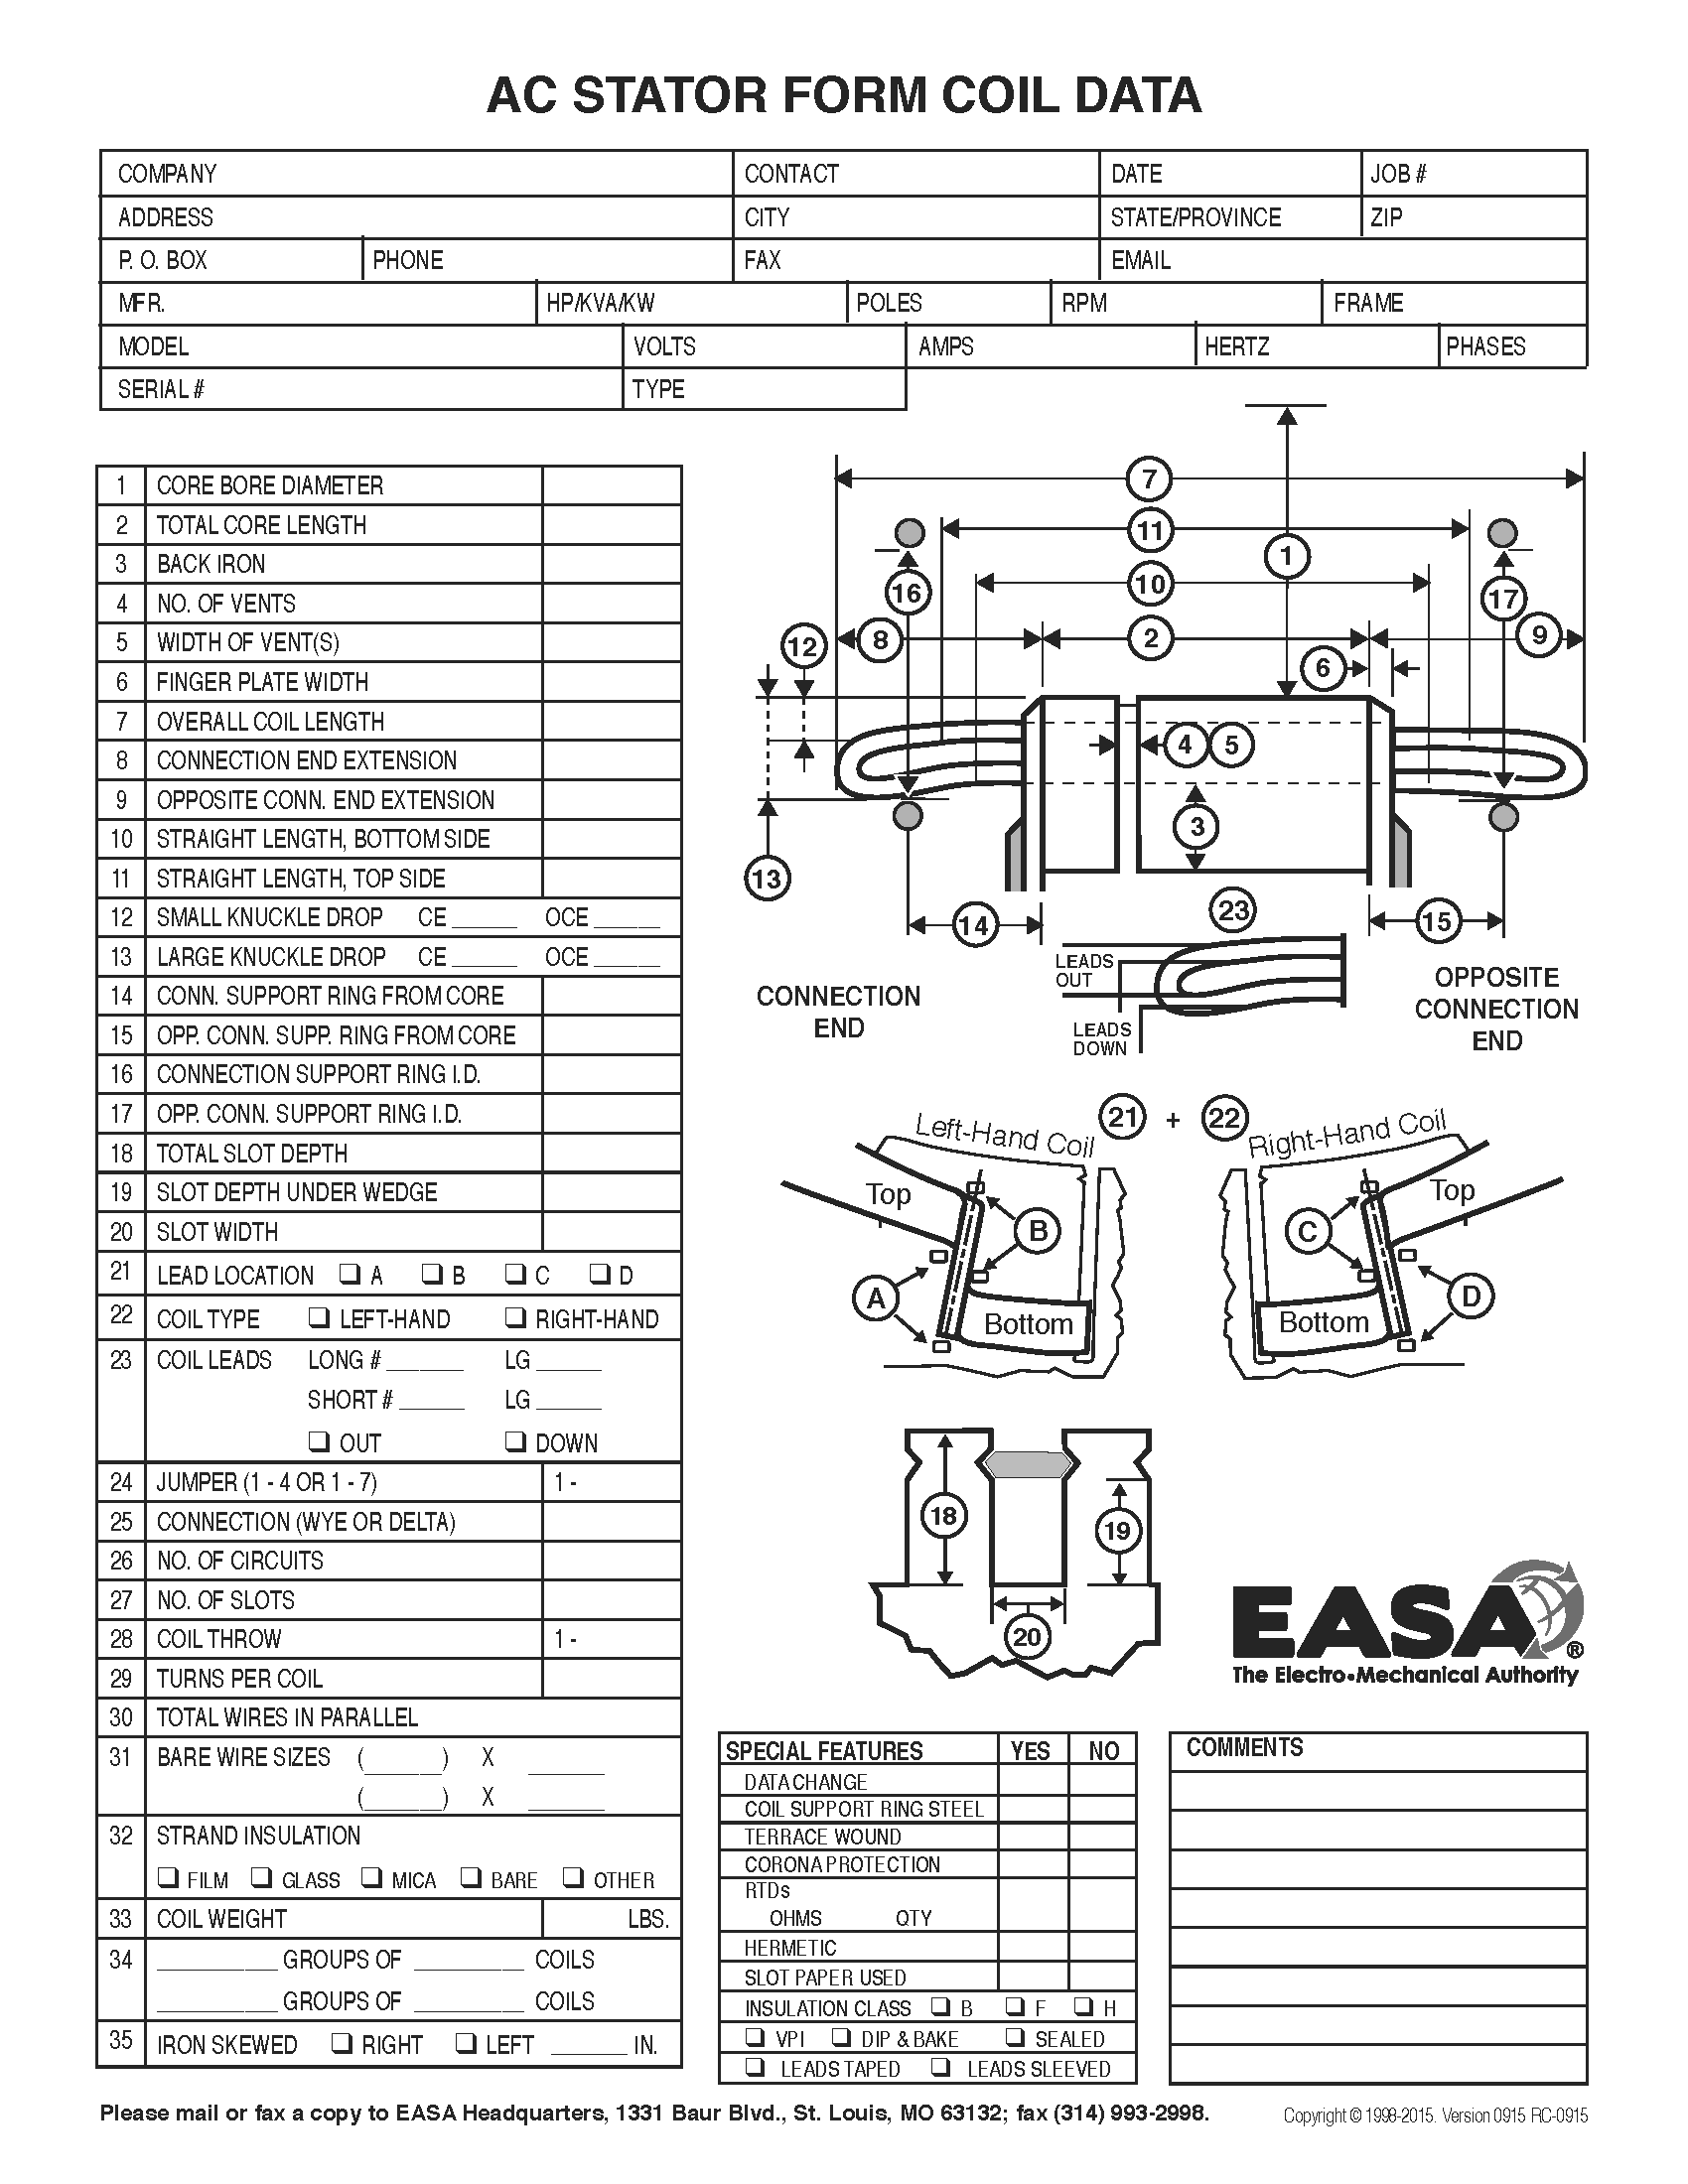 AC STATOR FORM COIL DATA
COMPANY CONTACT DATE JOB #
ADDRESS CITY STATE/PROVINCE ZIP
P. O. BOX PHONE FAX EMAIL
MFR. HP/KVA/KW POLES RPM FRAME
MODEL VOLTS AMPS HERTZ PHASES
SERIAL # TYPE
1 CORE BORE DIAMETER
2 TOTAL CORE LENGTH
3 BACK IRON
4 NO. OF VENTS
5 WIDTH OF VENT(S)
6 FINGER PLATE WIDTH
7 OVERALL COIL LENGTH
8 CONNECTION END EXTENSION
9 OPPOSITE CONN. END EXTENSION
10 STRAIGHT LENGTH, BOTTOM SIDE
11 STRAIGHT LENGTH, TOP SIDE
12 SMALL KNUCKLE DROP CE _____ OCE _____
13 LARGE KNUCKLE DROP CE _____ OCE _____
14 CONN. SUPPORT RING FROM CORE
15 OPP. CONN. SUPP. RING FROM CORE
16 CONNECTION SUPPORT RING I.D.
17 OPP. CONN. SUPPORT RING I.D.
18 TOTAL SLOT DEPTH
19 SLOT DEPTH UNDER WEDGE
20 SLOT WIDTH
21 LEAD LOCATION ❑ A ❑ B ❑ C ❑ D
22 COIL TYPE ❑ LEFT-HAND ❑ RIGHT-HAND
23 COIL LEADS LONG # ______ LG _____
SHORT # _____ LG _____
❑ OUT ❑ DOWN
24 JUMPER (1 - 4 OR 1 - 7) 1 -
25 CONNECTION (WYE OR DELTA)
26 NO. OF CIRCUITS
27 NO. OF SLOTS
28 COIL THROW 1 -
29 TURNS PER COIL
30 TOTAL WIRES IN PARALLEL
31 BARE WIRE SIZES (______) X ______
(______) X ______
32 STRAND INSULATION
❑ FILM ❑ GLASS ❑ MICA ❑ BARE ❑ OTHER
33 COIL WEIGHT LBS.
34 _________ GROUPS OF ________ COILS
_________ GROUPS OF ________ COILS
35 IRON SKEWED ❑ RIGHT ❑ LEFT ______ IN.
7
11
1
16
10
17
12
8
2
9
6
4
5
3
13
23
14
15
LEADS
OUT
LEADS
DOWN
CONNECTION
END
OPPOSITE
CONNECTION
END
21 + 22
Left-Hand Coil
Right-Hand Coil
Top
Top
B
C
A
D
Bottom
Bottom
18
19
20
EASA®
The Electro•Mechanical Authority
SPECIAL FEATURES YES NO
DATA CHANGE
COIL SUPPORT RING STEEL
TERRACE WOUND
CORONA PROTECTION
RTDs
OHMS QTY
HERMETIC
SLOT PAPER USED
INSULATION CLASS ❑ B ❑ F ❑ H
❑ VPI ❑ DIP & BAKE ❑ SEALED
❑ LEADS TAPED ❑ LEADS SLEEVED
COMMENTS
Please mail or fax a copy to EASA Headquarters, 1331 Baur Blvd., St. Louis, MO 63132; fax (314) 993-2998.
Copyright © 1998-2015. Version 0915 RC-0915